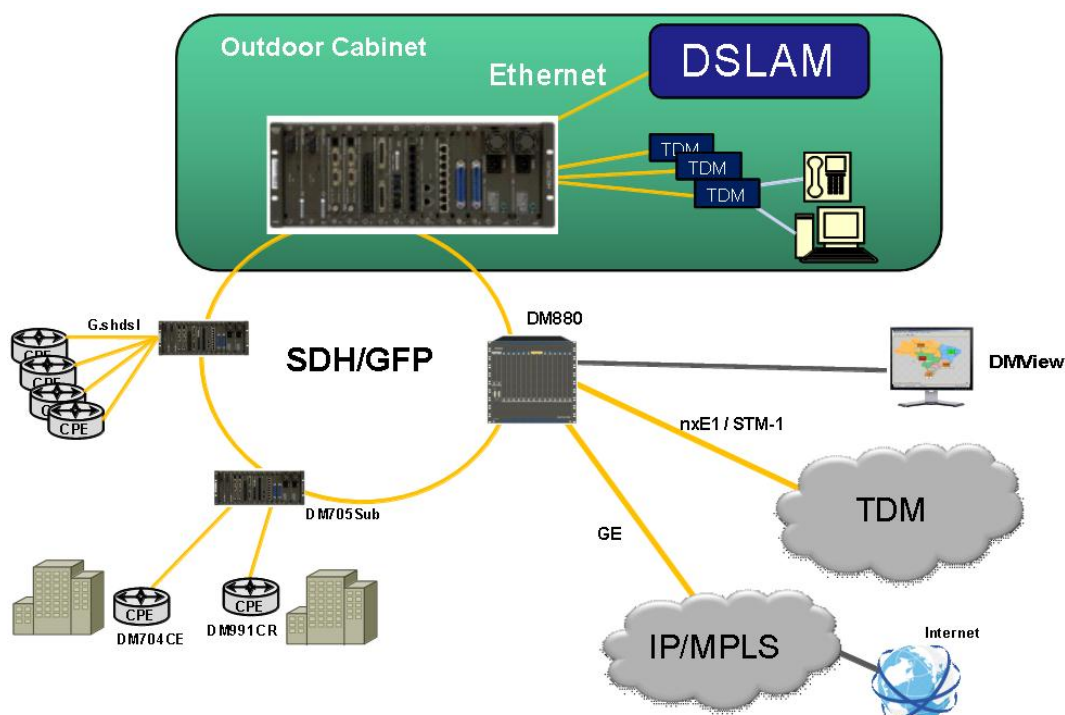 Outdoor Cabinet
DSLAM
Ethernet
TDM
TDM
TDM
G.shdsl
CPE
CPE
CPE
CPE
SDH/GFP
DM880
DMView
nxE1 / STM-1
TDM
DM705Sub
GE
CPE
DM704CE
CPE
DM991CR
IP/MPLS
Internet